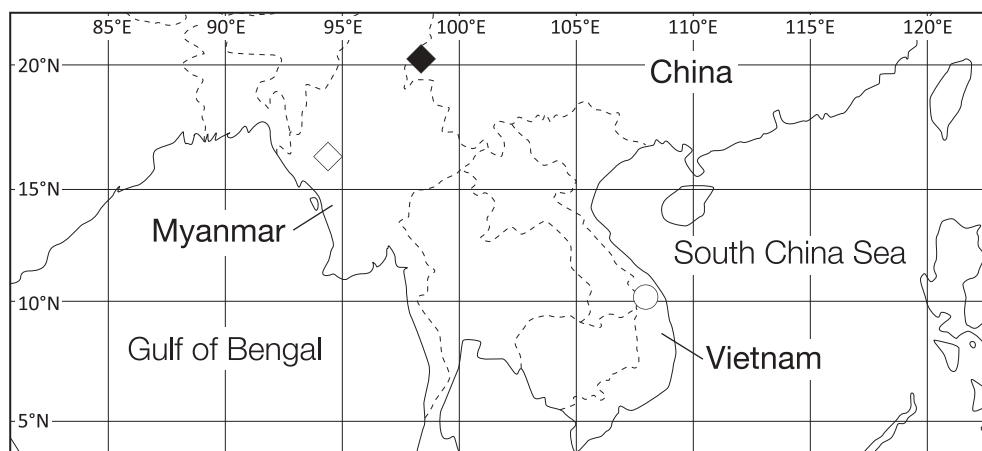 85°E 90°E 95°E 100°E 105°E 110°E 115°E 120°E
20°N
China
15°N
Myanmar
South China Sea
10°N
Gulf of Bengal
Vietnam
5°N